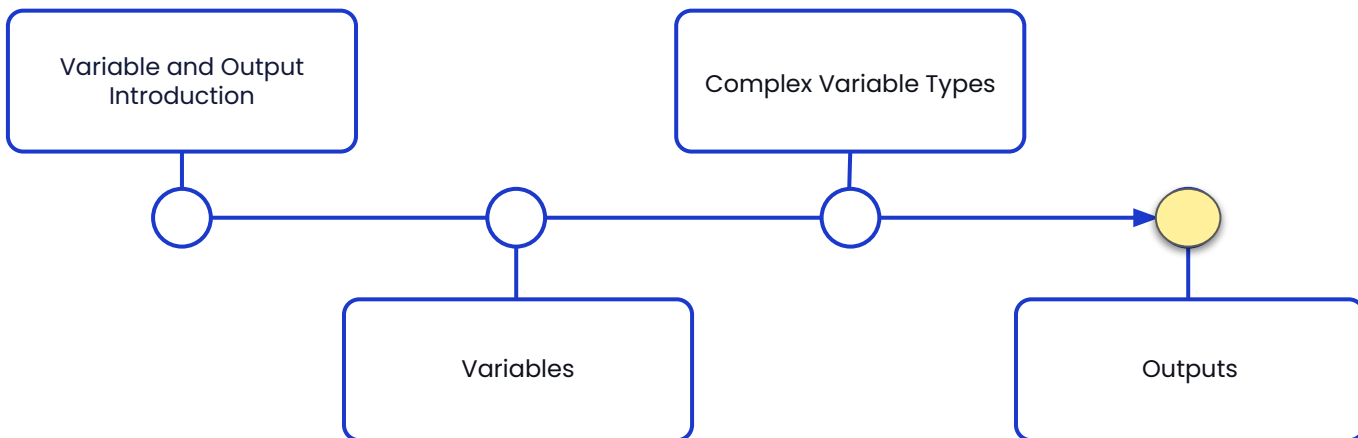 Variable and Output
Introduction
Complex Variable Types
Variables
Outputs